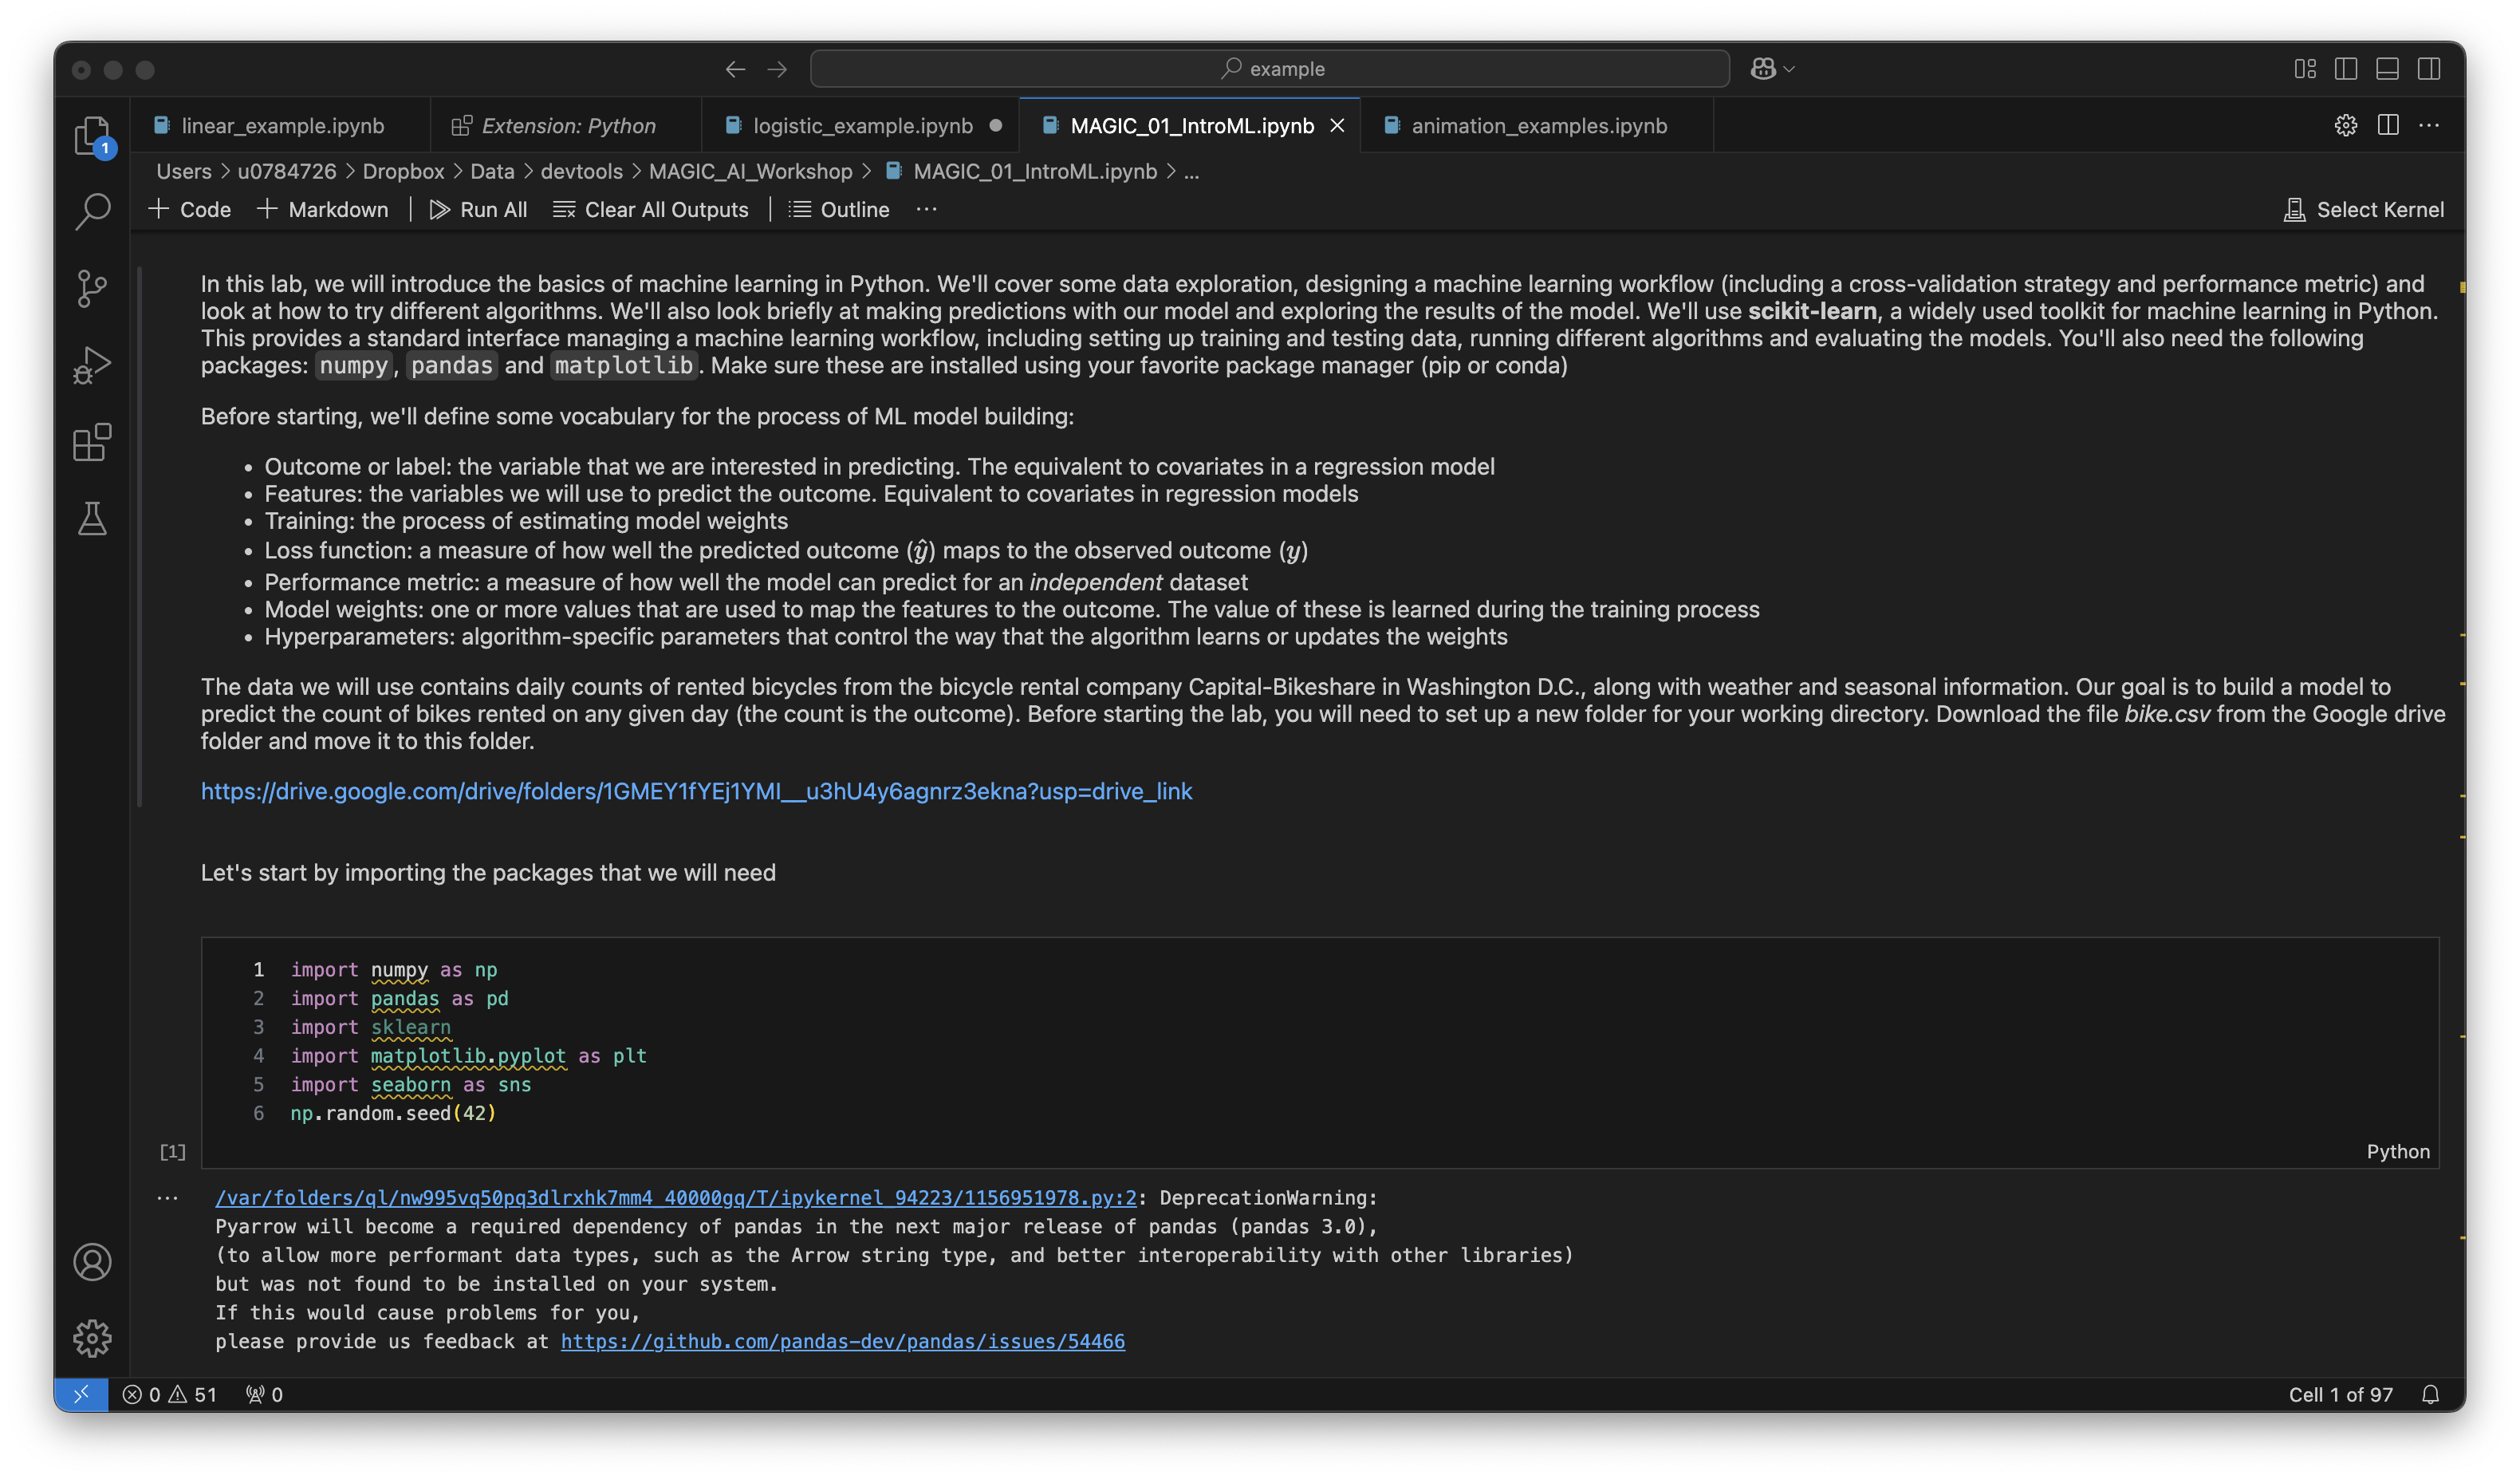 example
linear_example.ipynb
Extension: Python
logistic_example.ipynb
MAGIC_01_IntroML.ipynb
animation_examples.ipynb
1
Users > u0784726 > Dropbox > Data > devtools > MAGIC_AI_Workshop > MAGIC_01_IntroML.ipynb > ...
+ Code + Markdown | Run All Clear All Outputs | Outline ...
Select Kernel
In this lab, we will introduce the basics of machine learning in Python. We'll cover some data exploration, designing a machine learning workflow (including a cross-validation strategy and performance metric) and
look at how to try different algorithms. We'll also look briefly at making predictions with our model and exploring the results of the model. We'll use scikit-learn, a widely used toolkit for machine learning in Python.
This provides a standard interface managing a machine learning workflow, including setting up training and testing data, running different algorithms and evaluating the models. You'll also need the following
packages: numpy, pandas and matplotlib. Make sure these are installed using your favorite package manager (pip or conda)
Before starting, we'll define some vocabulary for the process of ML model building:
• Outcome or label: the variable that we are interested in predicting. The equivalent to covariates in a regression model
• Features: the variables we will use to predict the outcome. Equivalent to covariates in regression models
• Training: the process of estimating model weights
• Loss function: a measure of how well the predicted outcome (ŷ) maps to the observed outcome (y)
• Performance metric: a measure of how well the model can predict for an independent dataset
• Model weights: one or more values that are used to map the features to the outcome. The value of these is learned during the training process
• Hyperparameters: algorithm-specific parameters that control the way that the algorithm learns or updates the weights
The data we will use contains daily counts of rented bicycles from the bicycle rental company Capital-Bikeshare in Washington D.C., along with weather and seasonal information. Our goal is to build a model to
predict the count of bikes rented on any given day (the count is the outcome). Before starting the lab, you will need to set up a new folder for your working directory. Download the file bike.csv from the Google drive
folder and move it to this folder.
https://drive.google.com/drive/folders/1GMEY1fYEj1YMI__u3hU4y6agnrz3ekna?usp=drive_link
Let's start by importing the packages that we will need
1 import numpy as np
2 import pandas as pd
3 import sklearn
4 import matplotlib.pyplot as plt
5 import seaborn as sns
6 np.random.seed(42)
[1]
Python
... /var/folders/ql/nw995vq50pq3dlrxhk7mm4_40000gq/T/ipykernel_94223/1156951978.py:2: DeprecationWarning:
Pyarrow will become a required dependency of pandas in the next major release of pandas (pandas 3.0),
(to allow more performant data types, such as the Arrow string type, and better interoperability with other libraries)
but was not found to be installed on your system.
If this would cause problems for you,
please provide us feedback at https://github.com/pandas-dev/pandas/issues/54466
0 51 0
Cell 1 of 97